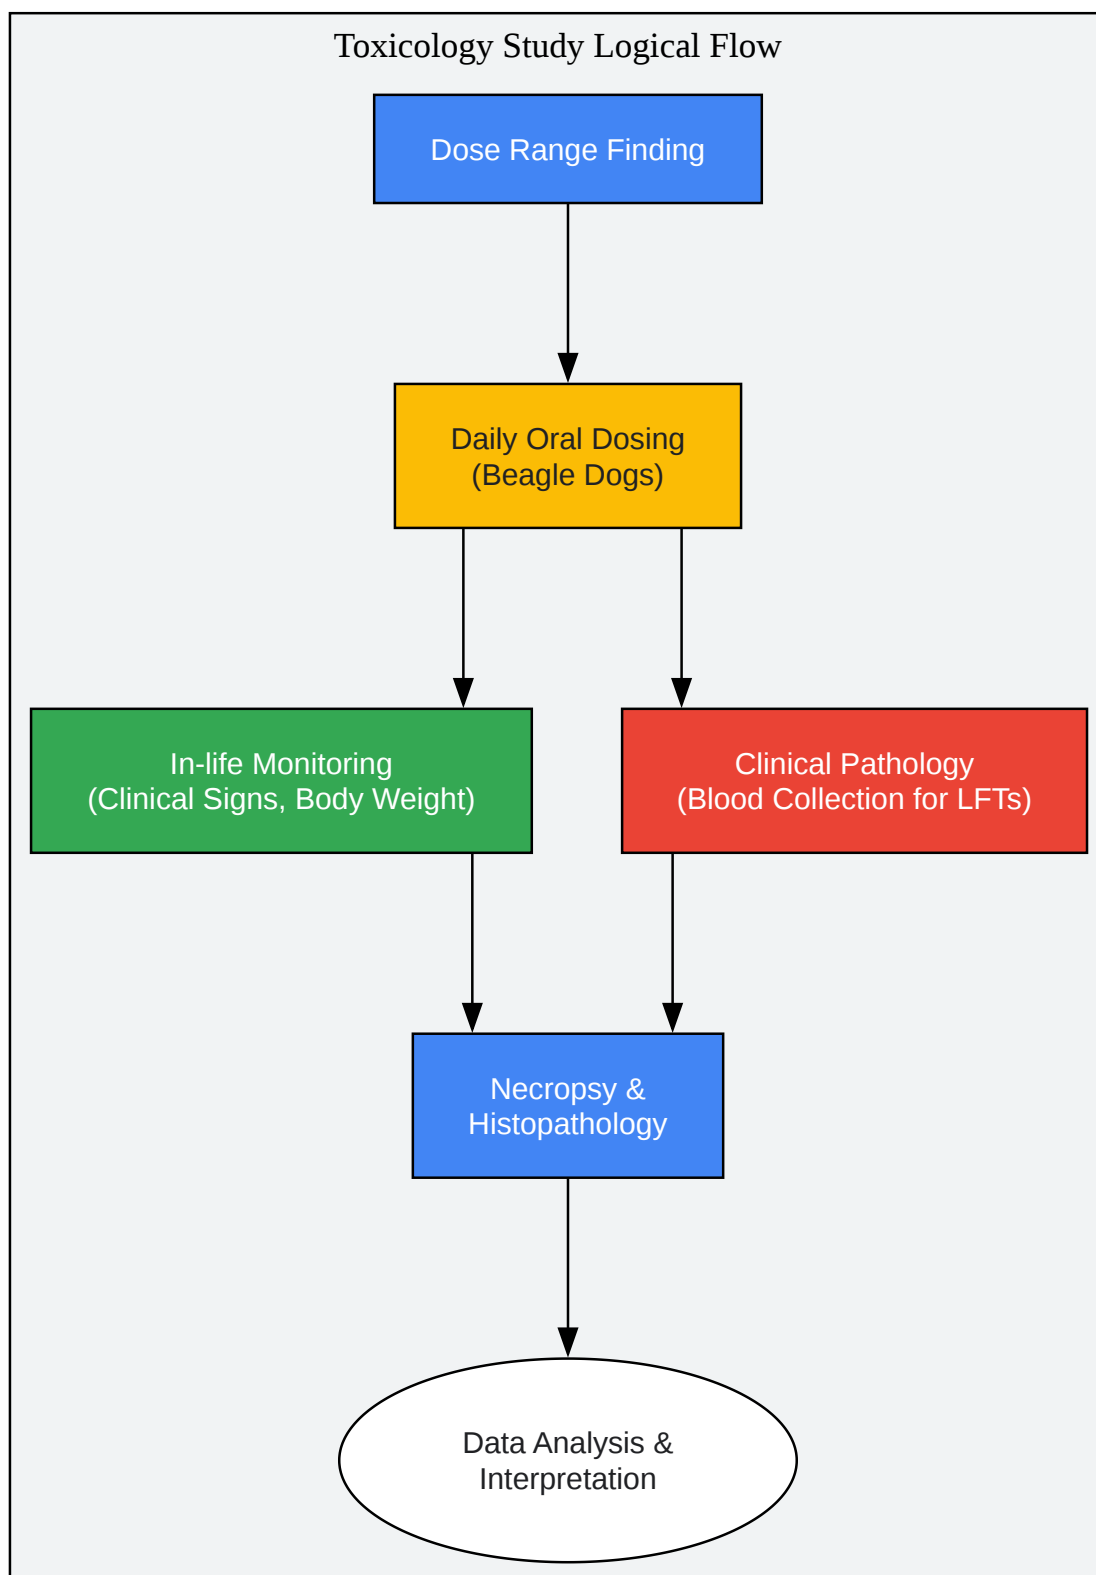 Toxicology Study Logical Flow
Dose Range Finding
Daily Oral Dosing
(Beagle Dogs)
In-life Monitoring
(Clinical Signs, Body Weight)
Clinical Pathology
(Blood Collection for LFTs)
Necropsy &
Histopathology
Data Analysis &
Interpretation